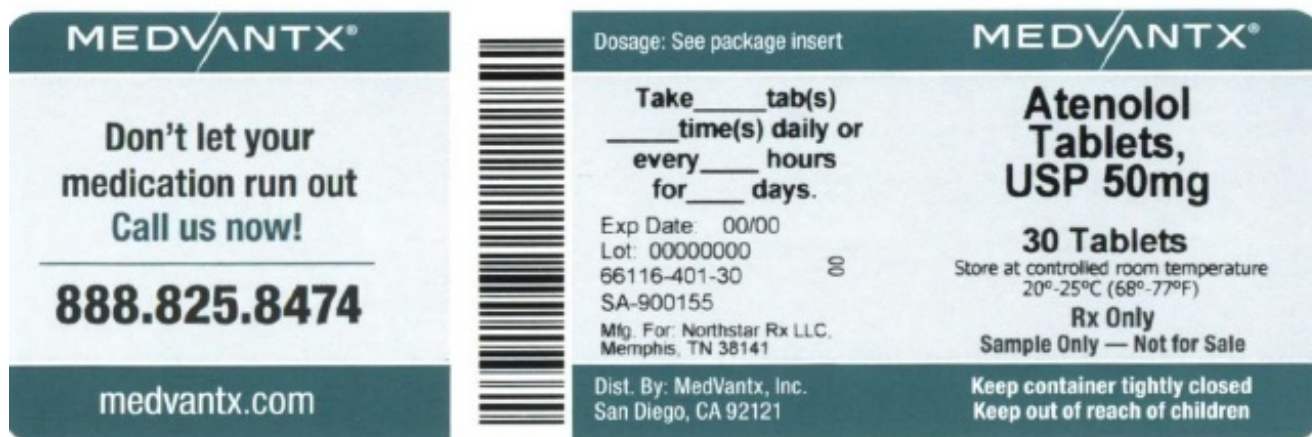 MEDVANTX®
Don't let your
medication run out
Call us now!
888.825.8474
medvantx.com
Dosage: See package insert
Take_____tab(s)
_____time(s) daily or
every____ hours
for____ days.
Exp Date: 00/00
Lot: 00000000
66116-401-30
00
SA-900155
Mfg. For: Northstar Rx LLC,
Memphis, TN 38141
Dist. By: MedVantx, Inc.
San Diego, CA 92121
MEDVANTX®
Atenolol
Tablets,
USP 50mg
30 Tablets
Store at controlled room temperature
20º-25ºC (68º-77ºF)
Rx Only
Sample Only — Not for Sale
Keep container tightly closed
Keep out of reach of children